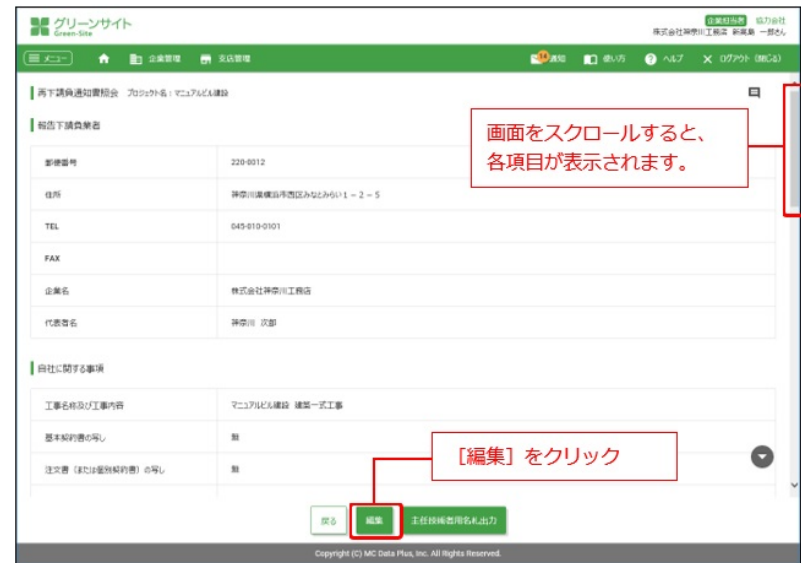 グリーンサイト
Green-Site
企業担当者 協力会社
株式会社神奈川工務店 新高島 一郎さん
メニュー 企業管理 支店管理 14 通知 使い方 ヘルプ ログアウト (閉じる)
再下請負通知書照会 プロジェクト名:マニュアルビル建設
報告下請負業者
画面をスクロールすると、
各項目が表示されます。
郵便番号 220-0012
住所 神奈川県横浜市西区みなとみらい1-2-5
TEL 045-010-0101
FAX
企業名 株式会社神奈川工務店
代表者名 神奈川 次郎
自社に関する事項
工事名称及び工事内容 マニュアルビル建設 建築一式工事
基本契約書の写し 無
[編集]をクリック
注文書(または個別契約書)の写し 無
戻る 編集 主任技術者用名札出力
Copyright (C) MC Data Plus, Inc. All Rights Reserved.